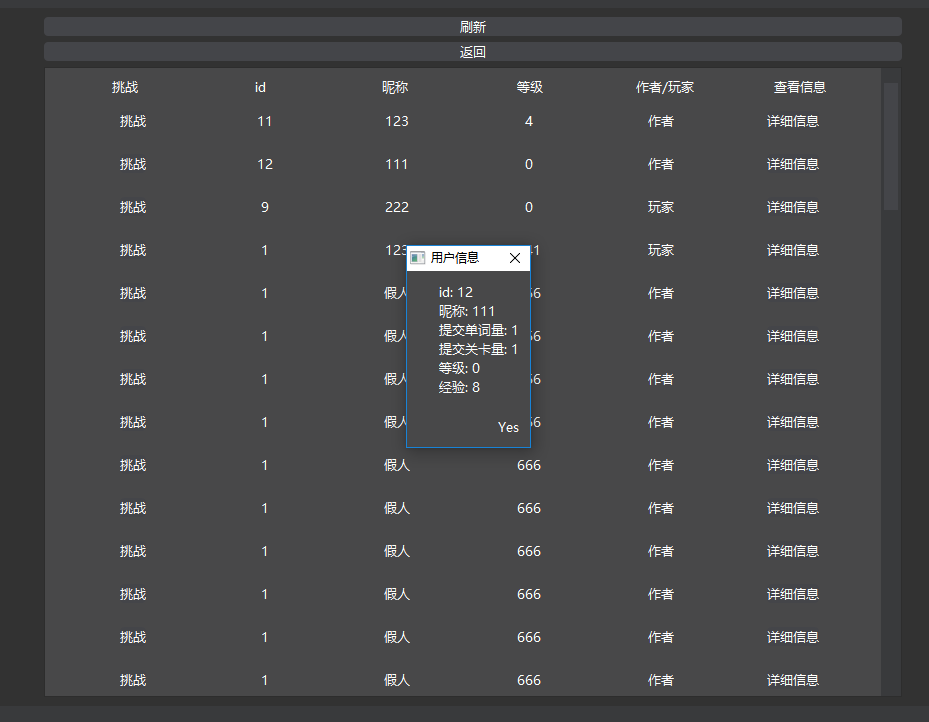 刷新
返回
挑战 id 昵称 等级 作者/玩家 查看信息
挑战 11 123 4 作者 详细信息
挑战 12 111 0 作者 详细信息
挑战 9 222 0 玩家 详细信息
挑战 1 123 1 玩家 详细信息
挑战 1 假人 6 作者 详细信息
挑战 1 假人 6 作者 详细信息
挑战 1 假人 6 作者 详细信息
挑战 1 假人 6 作者 详细信息
挑战 1 假人 666 作者 详细信息
挑战 1 假人 666 作者 详细信息
挑战 1 假人 666 作者 详细信息
挑战 1 假人 666 作者 详细信息
挑战 1 假人 666 作者 详细信息
挑战 1 假人 666 作者 详细信息
用户信息
id: 12
昵称: 111
提交单词量: 1
提交关卡量: 1
等级: 0
经验: 8
Yes